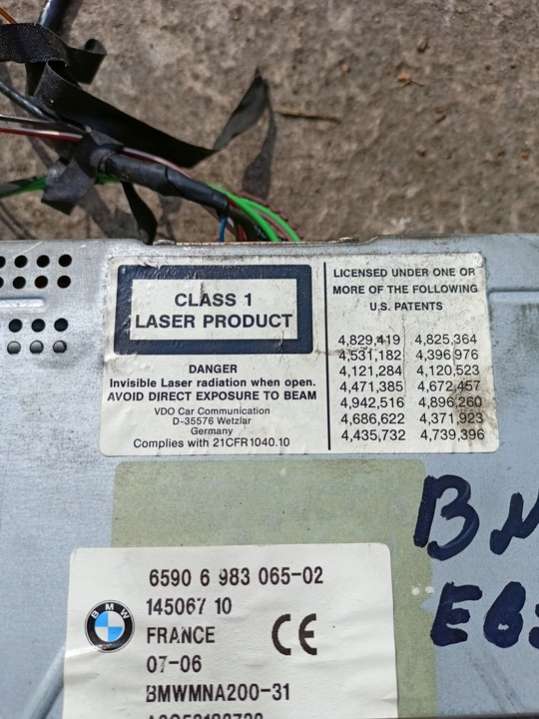 CLASS 1
LASER PRODUCT
DANGER
Invisible Laser radiation when open.
AVOID DIRECT EXPOSURE TO BEAM
VDO Car Communication
D-35576 Wetzlar
Germany
Complies with 21CFR1040.10
LICENSED UNDER ONE OR
MORE OF THE FOLLOWING
U.S. PATENTS
4,829,419 4,825,364
4,531,182 4,396,976
4,121,284 4,120,523
4,471,385 4,672,457
4,942,516 4,896,260
4,686,622 4,371,923
4,435,732 4,739,396
BMW
6590 6 983 065-02
145067 10
FRANCE
07-06
BMWMNA200-31
CE